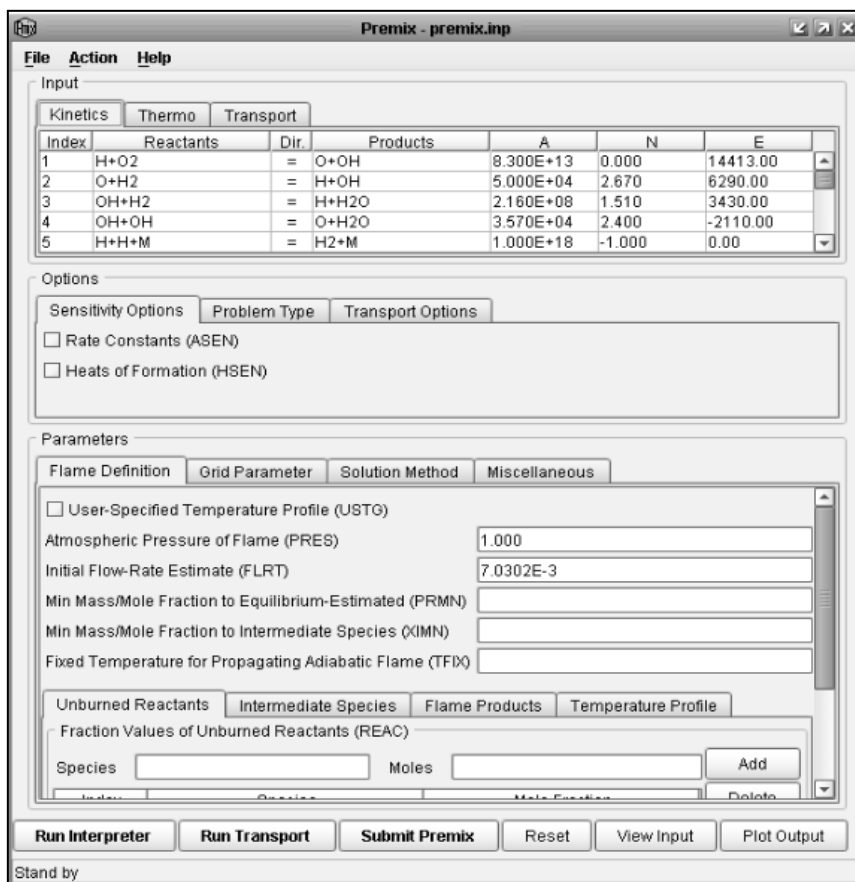 Premix - premix.inp
File Action Help
Input
Kinetics Thermo Transport
Index Reactants Dir. Products A N E
1 H+O2 = O+OH 8.300E+13 0.000 14413.00
2 O+H2 = H+OH 5.000E+04 2.670 6290.00
3 OH+H2 = H+H2O 2.160E+08 1.510 3430.00
4 OH+OH = O+H2O 3.570E+04 2.400 -2110.00
5 H+H+M = H2+M 1.000E+18 -1.000 0.00
Options
Sensitivity Options Problem Type Transport Options
Rate Constants (ASEN)
Heats of Formation (HSEN)
Parameters
Flame Definition Grid Parameter Solution Method Miscellaneous
User-Specified Temperature Profile (USTG)
Atmospheric Pressure of Flame (PRES) 1.000
Initial Flow-Rate Estimate (FLRT) 7.0302E-3
Min Mass/Mole Fraction to Equilibrium-Estimated (PRMN)
Min Mass/Mole Fraction to Intermediate Species (XIMN)
Fixed Temperature for Propagating Adiabatic Flame (TFIX)
Unburned Reactants Intermediate Species Flame Products Temperature Profile
Fraction Values of Unburned Reactants (REAC)
Species Moles Add
Index Species Mole Fraction Delete
Run Interpreter Run Transport Submit Premix Reset View Input Plot Output
Stand by